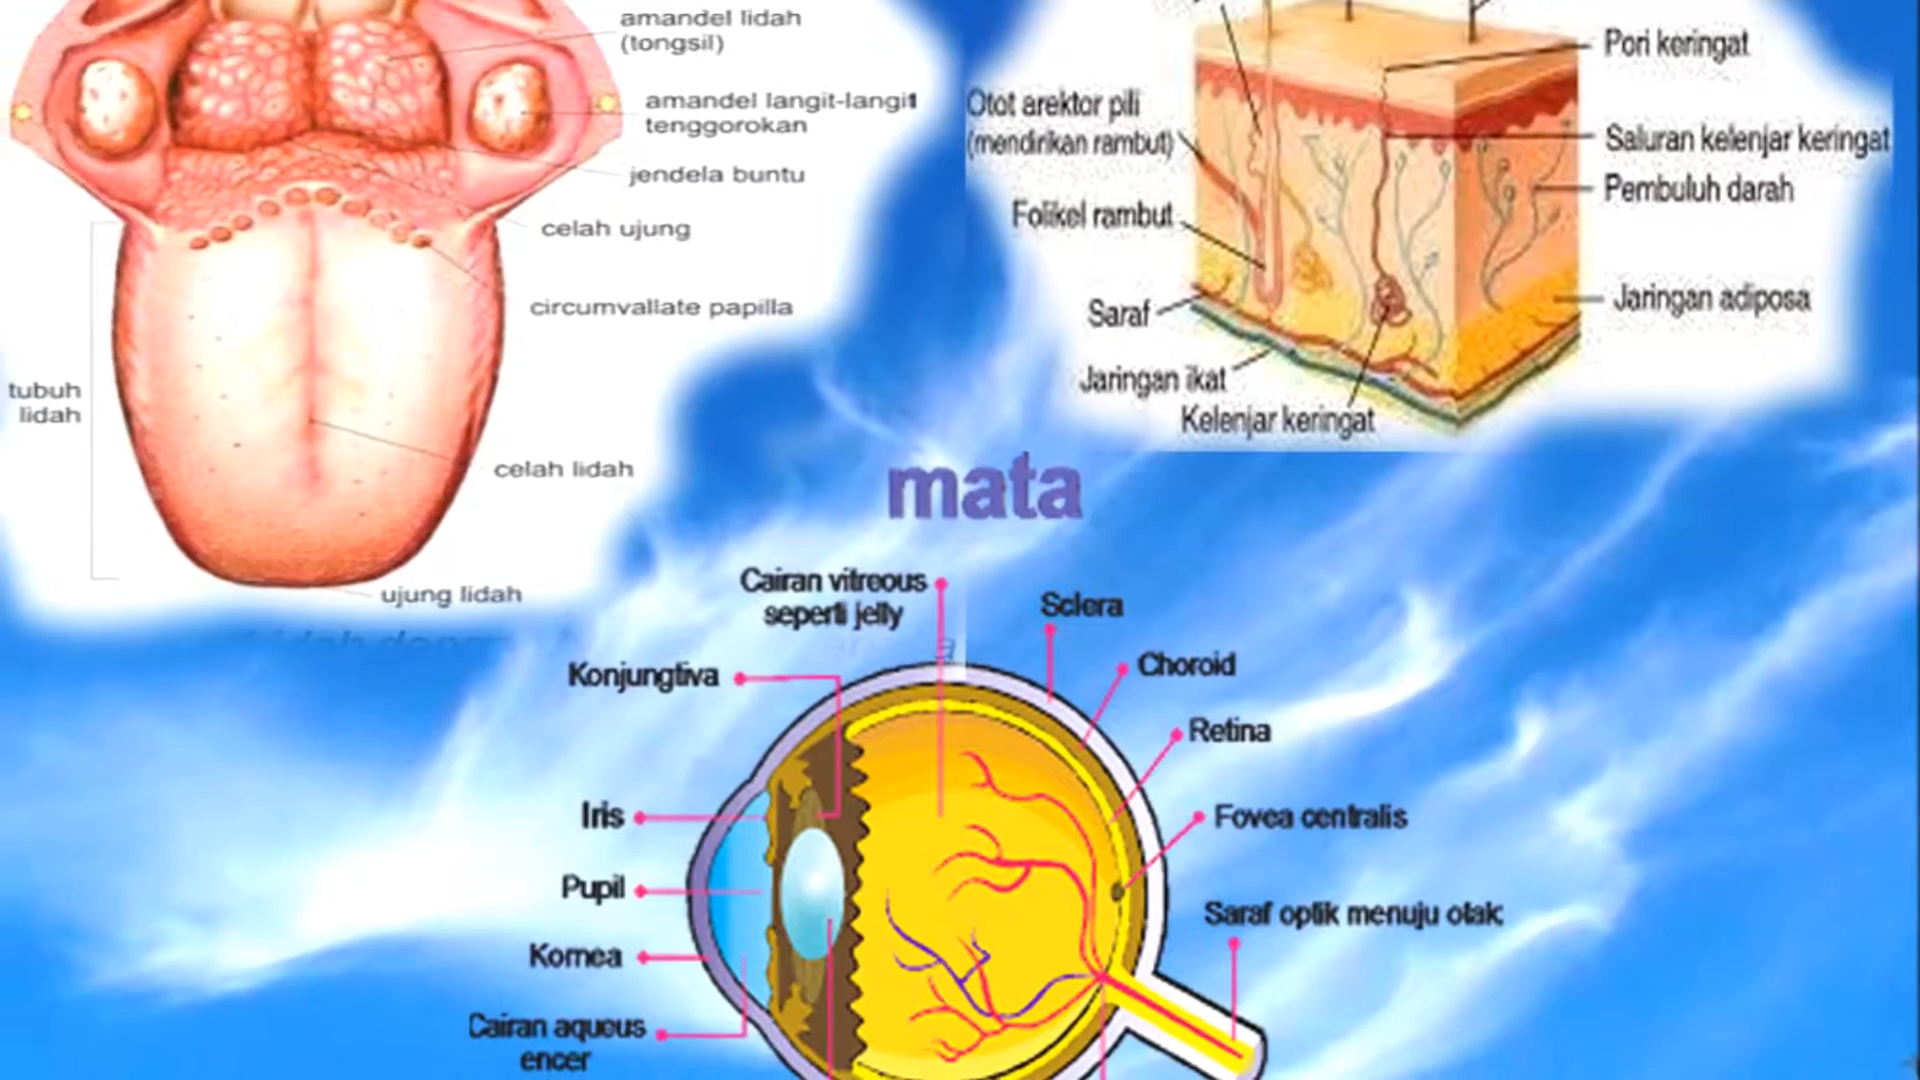 amandel lidah
(tongsil)
amandel langit-langit
tenggorokan
jendela buntu
celah ujung
circumvallate papilla
tubuh
lidah
celah lidah
ujung lidah
Pori keringat
Otot arektor pili
(mendirikan rambut)
Saluran kelenjar keringat
Pembuluh darah
Folikel rambut
Jaringan adiposa
Saraf
Jaringan ikat
Kelenjar keringat
mata
Cairan vitreous
seperti jelly
Sclera
Konjungtiva
Choroid
Retina
Iris
Fovea centralis
Pupil
Saraf optik menuju otak
Kornea
Cairan aqueus
encer